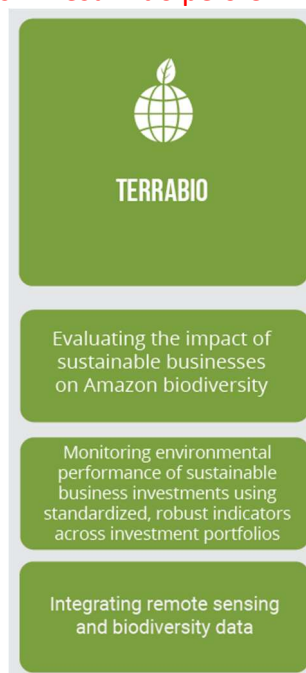 TERRABIO
Evaluating the impact of
sustainable businesses
on Amazon biodiversity
Monitoring environmental
performance of sustainable
business investments using
standardized, robust indicators
across investment portfolios
Integrating remote sensing
and biodiversity data